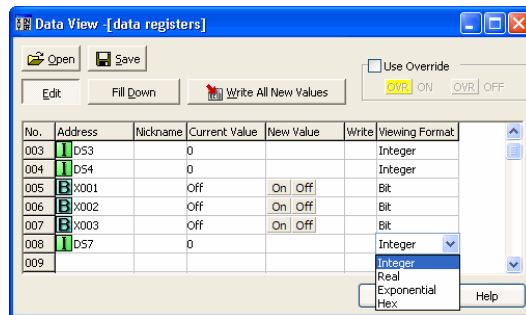 Data View -[data registers]
Open Save
Use Override
OVR ON OVR OFF
Edit Fill Down Write All New Values
No. Address Nickname Current Value New Value Write Viewing Format
003 I DS3 0 Integer
004 I DS4 0 Integer
005 B X001 Off On Off Bit
006 B X002 Off On Off Bit
007 B X003 Off On Off Bit
008 I DS7 0 Integer
009
Integer
Real
Exponential
Hex
Help